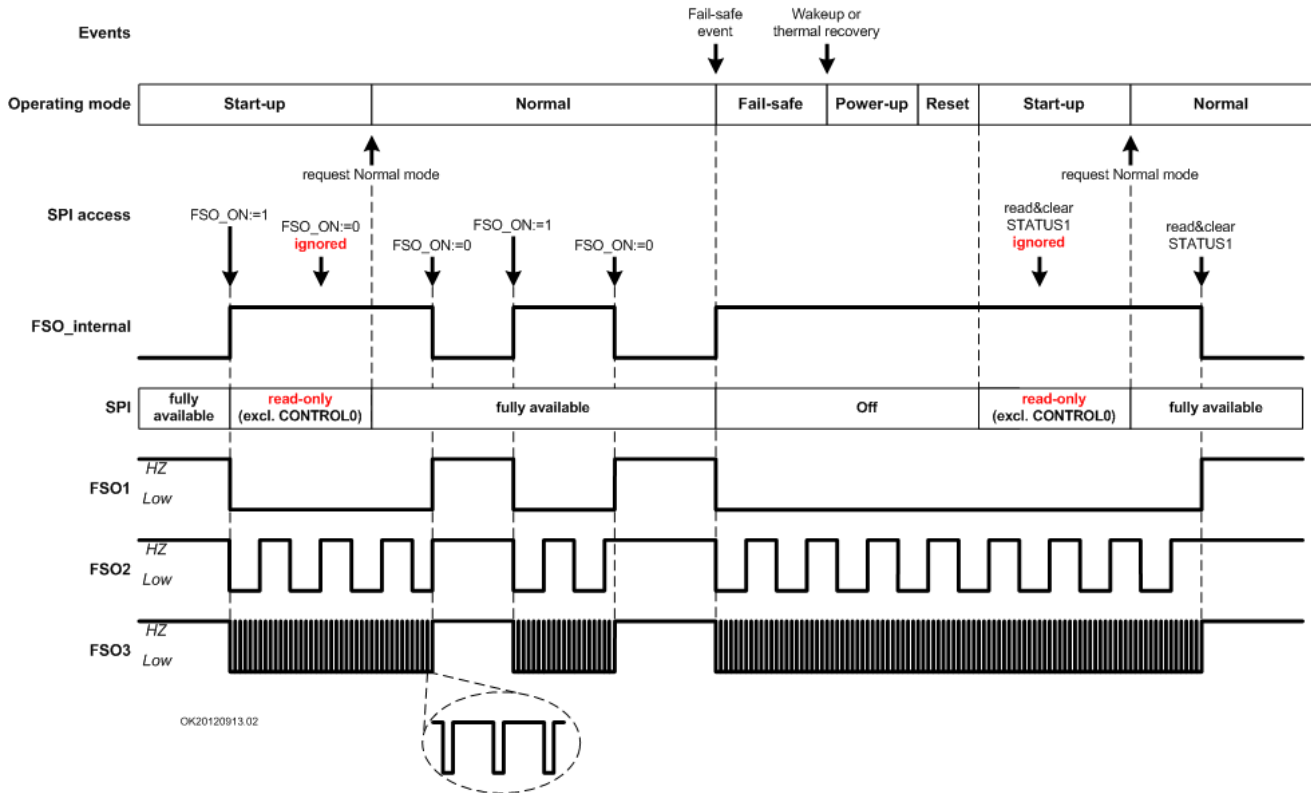 Events
Fail-safe
event
Wakeup or
thermal recovery
Operating mode
Start-up
Normal
Fail-safe
Power-up
Reset
Start-up
Normal
request Normal mode
request Normal mode
SPI access
FSO_ON:=1
FSO_ON:=0
ignored
FSO_ON:=0
FSO_ON:=1
FSO_ON:=0
read&clear
STATUS1
ignored
read&clear
STATUS1
FSO_internal
SPI
fully
available
read-only
(excl. CONTROL0)
fully available
Off
read-only
(excl. CONTROL0)
fully available
FSO1
HZ
Low
FSO2
HZ
Low
FSO3
HZ
Low
OK20120913.02